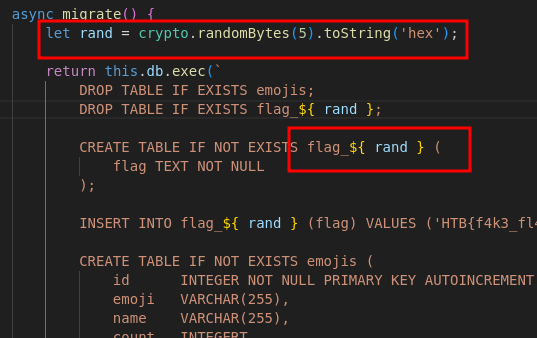 async migrate() {
let rand = crypto.randomBytes(5).toString('hex');
return this.db.exec(`
DROP TABLE IF EXISTS emojis;
DROP TABLE IF EXISTS flag_${ rand };
CREATE TABLE IF NOT EXISTS flag_${ rand } (
flag TEXT NOT NULL
);
INSERT INTO flag_${ rand } (flag) VALUES ('HTB{f4k3_fl4
CREATE TABLE IF NOT EXISTS emojis (
id INTEGER NOT NULL PRIMARY KEY AUTOINCREMENT
emoji VARCHAR(255),
name VARCHAR(255),
count INTEGERT